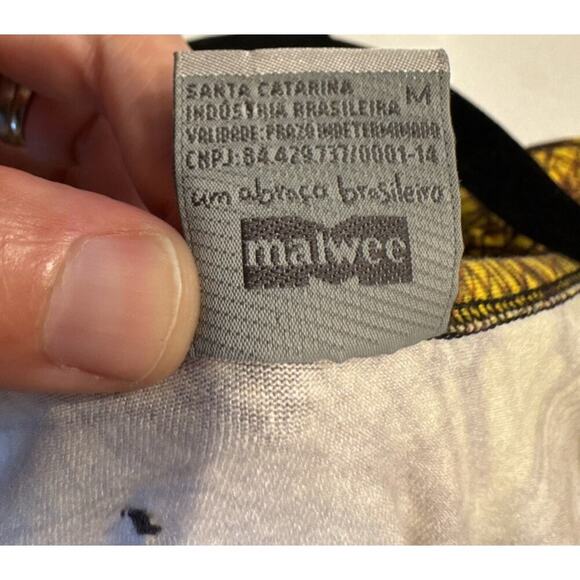 SANTA CATARINA M
INDÚSTRIA BRASILEIRA
VALIDADE: PRAZO INDETERMINADO
CNPJ: 84.429.737/0001-14
um abraço brasileiro
malwee